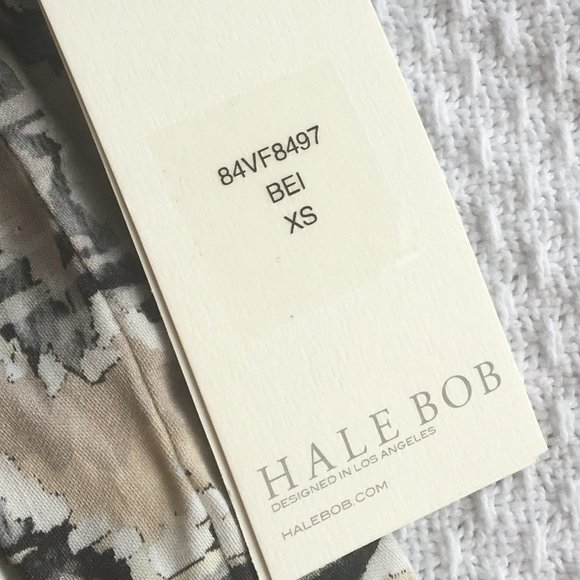 84VF8497
BEI
XS
HALE BOB
DESIGNED IN LOS ANGELES
HALEBOB.COM